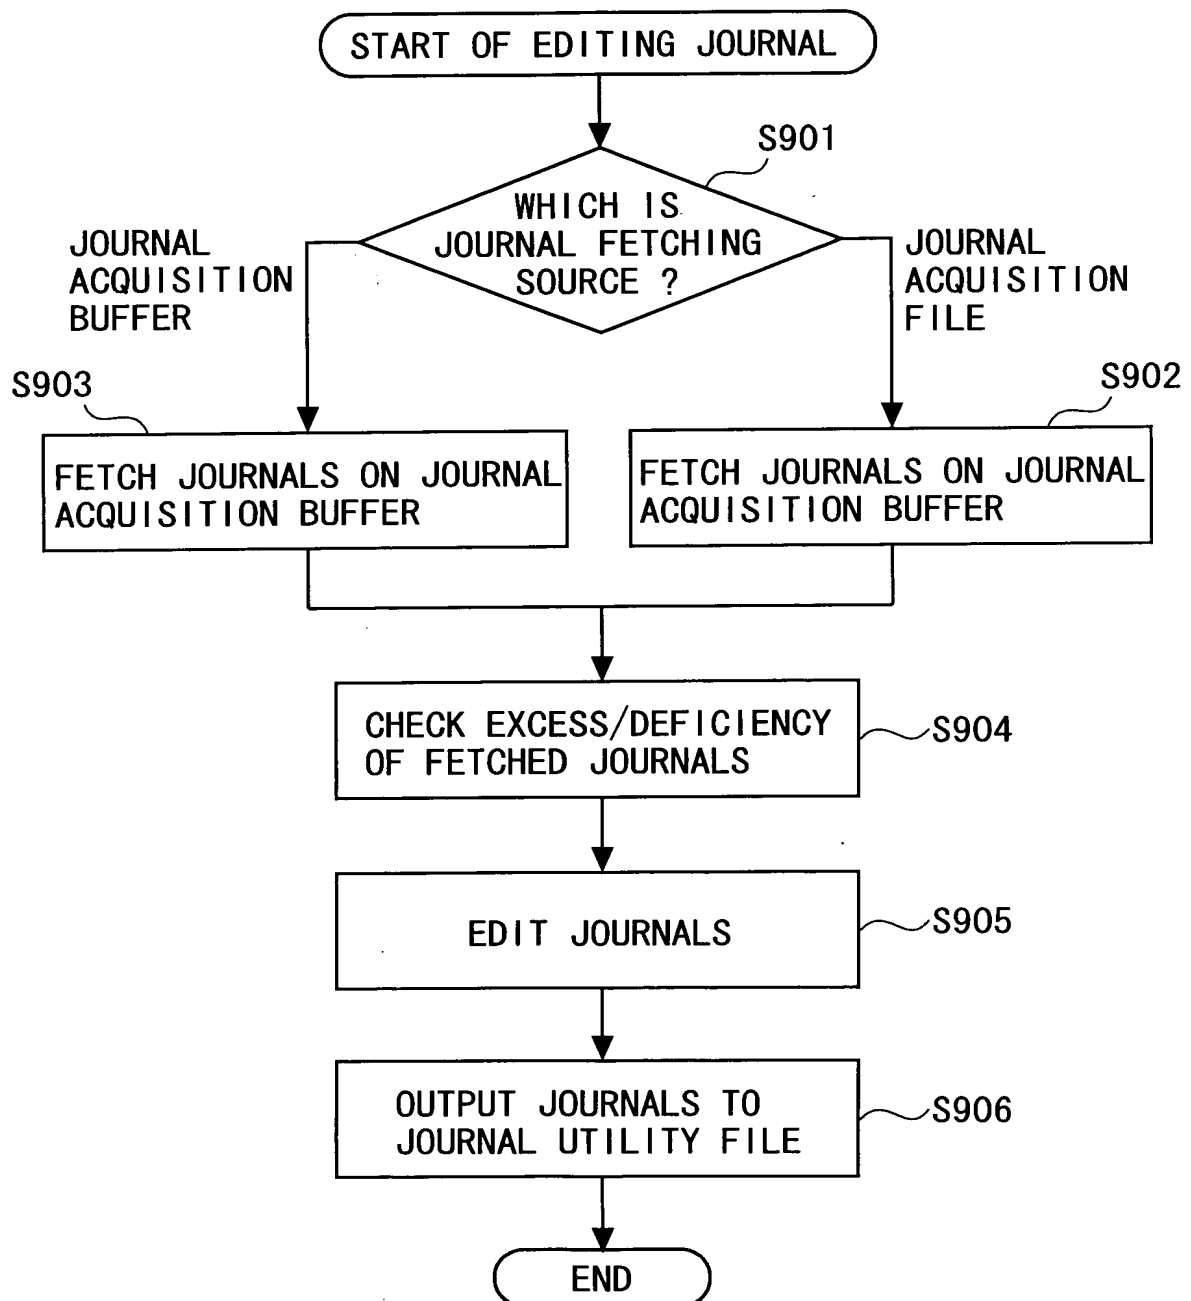 START OF EDITING JOURNAL
S901
WHICH IS
JOURNAL FETCHING
SOURCE ?
JOURNAL
ACQUISITION
BUFFER
JOURNAL
ACQUISITION
FILE
S903
FETCH JOURNALS ON JOURNAL
ACQUISITION BUFFER
S902
FETCH JOURNALS ON JOURNAL
ACQUISITION BUFFER
CHECK EXCESS/DEFICIENCY
OF FETCHED JOURNALS
S904
EDIT JOURNALS
S905
OUTPUT JOURNALS TO
JOURNAL UTILITY FILE
S906
END